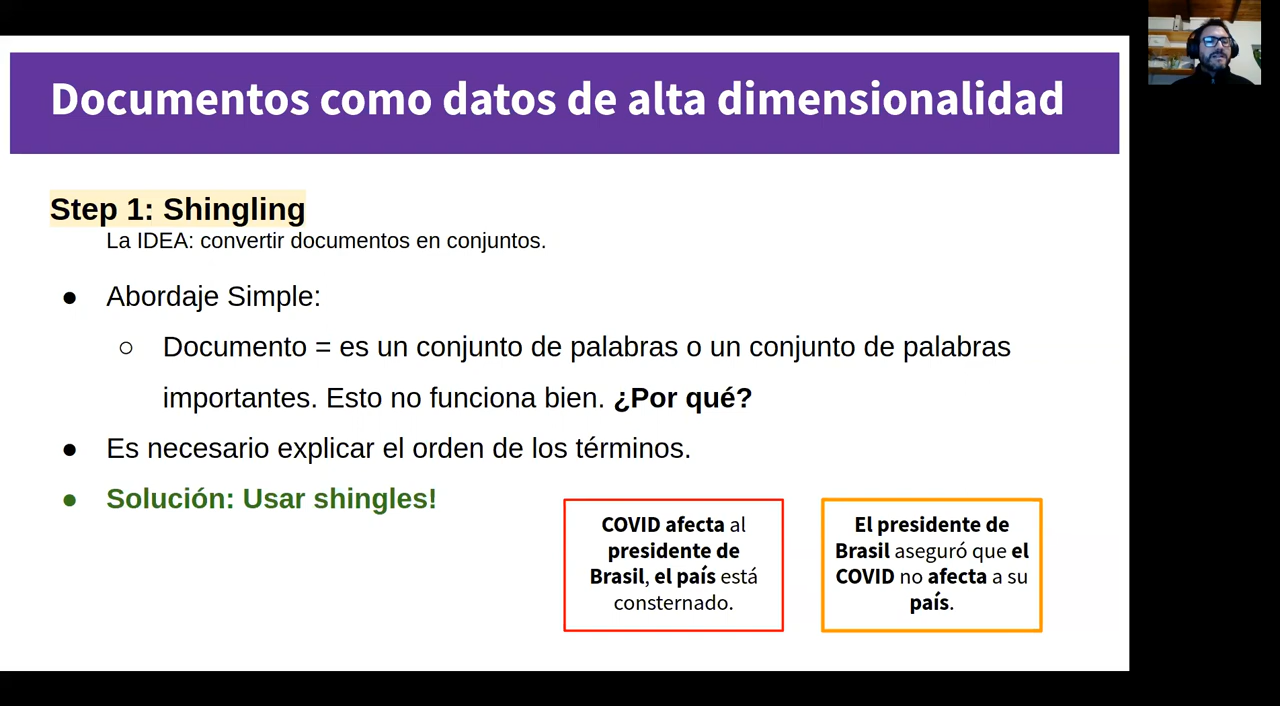 Documentos como datos de alta dimensionalidad
Step 1: Shingling
La IDEA: convertir documentos en conjuntos.
● Abordaje Simple:
○ Documento = es un conjunto de palabras o un conjunto de palabras
importantes. Esto no funciona bien. ¿Por qué?
● Es necesario explicar el orden de los términos.
● Solución: Usar shingles!
COVID afecta al
presidente de
Brasil, el país está
consternado.
El presidente de
Brasil aseguró que el
COVID no afecta a su
país.